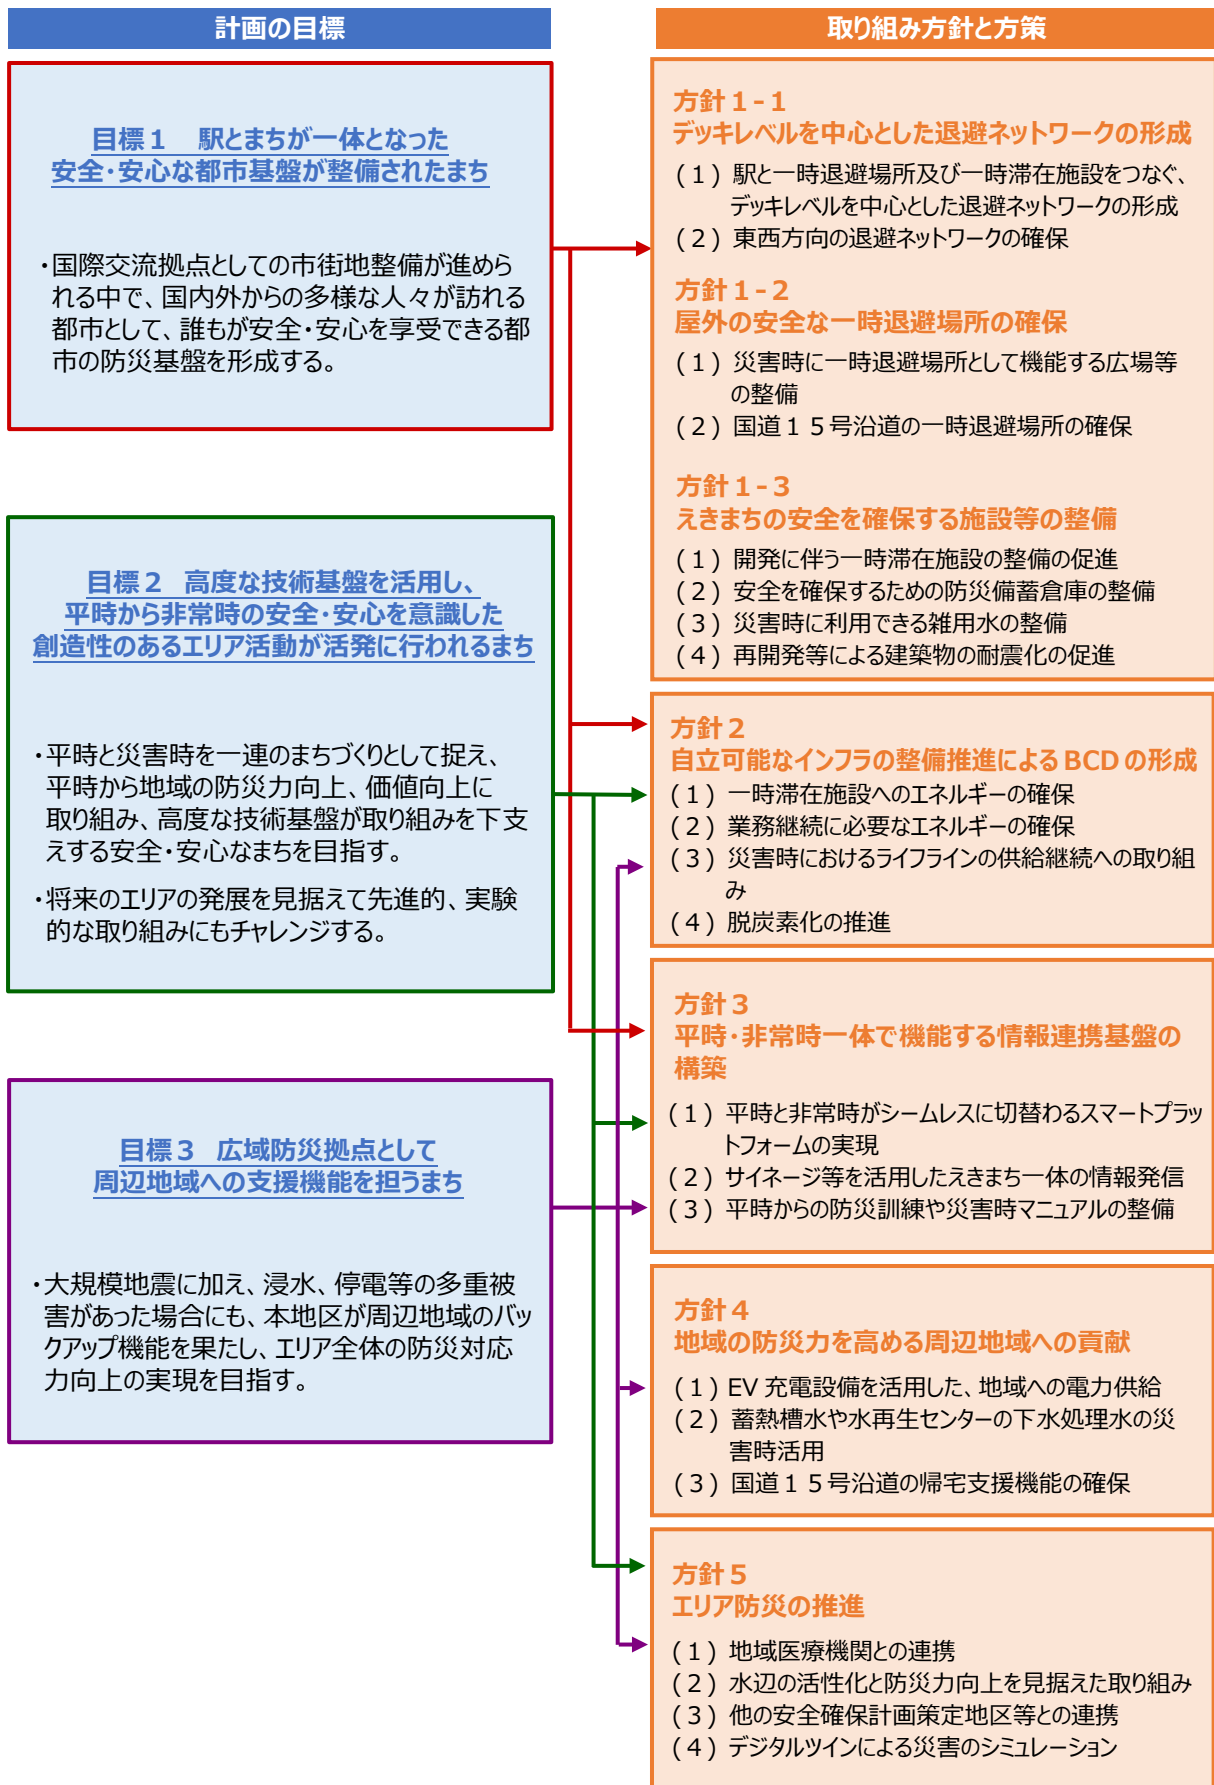 計画の目標
目標１　駅とまちが一体となった
安全・安心な都市基盤が整備されたまち
・国際交流拠点としての市街地整備が進めら
れる中で、国内外からの多様な人々が訪れる
都市として、誰もが安全・安心を享受できる都
市の防災基盤を形成する。
目標２　高度な技術基盤を活用し、
平時から非常時の安全・安心を意識した
創造性のあるエリア活動が活発に行われるまち
・平時と災害時を一連のまちづくりとして捉え、
平時から地域の防災力向上、価値向上に
取り組み、高度な技術基盤が取り組みを下支
えする安全・安心なまちを目指す。
・将来のエリアの発展を見据えて先進的、実験
的な取り組みにもチャレンジする。
目標３　広域防災拠点として
周辺地域への支援機能を担うまち
・大規模地震に加え、浸水、停電等の多重被
害があった場合にも、本地区が周辺地域のバッ
クアップ機能を果たし、エリア全体の防災対応
力向上の実現を目指す。
取り組み方針と方策
方針１-１
デッキレベルを中心とした退避ネットワークの形成
(１) 駅と一時退避場所及び一時滞在施設をつなぐ、
デッキレベルを中心とした退避ネットワークの形成
(２) 東西方向の退避ネットワークの確保
方針１-２
屋外の安全な一時退避場所の確保
(１) 災害時に一時退避場所として機能する広場等
の整備
(２) 国道１５号沿道の一時退避場所の確保
方針１-３
えきまちの安全を確保する施設等の整備
(１) 開発に伴う一時滞在施設の整備の促進
(２) 安全を確保するための防災備蓄倉庫の整備
(３) 災害時に利用できる雑用水の整備
(４) 再開発等による建築物の耐震化の促進
方針２
自立可能なインフラの整備推進による BCD の形成
(１) 一時滞在施設へのエネルギーの確保
(２) 業務継続に必要なエネルギーの確保
(３) 災害時におけるライフラインの供給継続への取り組
み
(４) 脱炭素化の推進
方針３
平時・非常時一体で機能する情報連携基盤の
構築
(１) 平時と非常時がシームレスに切替わるスマートプラッ
トフォームの実現
(２) サイネージ等を活用したえきまち一体の情報発信
(３) 平時からの防災訓練や災害時マニュアルの整備
方針４
地域の防災力を高める周辺地域への貢献
(１) EV 充電設備を活用した、地域への電力供給
(２) 蓄熱槽水や水再生センターの下水処理水の災
害時活用
(３) 国道１５号沿道の帰宅支援機能の確保
方針５
エリア防災の推進
(１) 地域医療機関との連携
(２) 水辺の活性化と防災力向上を見据えた取り組み
(３) 他の安全確保計画策定地区等との連携
(４) デジタルツインによる災害のシミュレーション